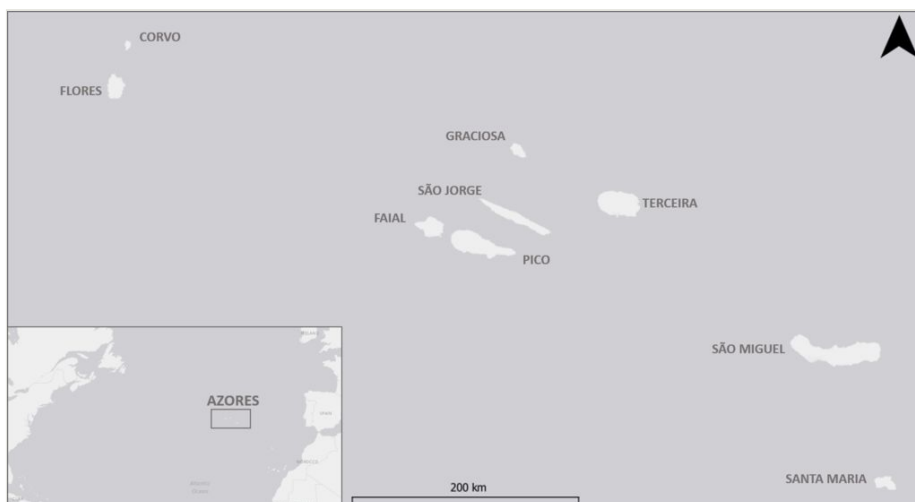 CORVO
FLORES
GRACIOSA
SÃO JORGE
TERCEIRA
FAIAL
PICO
SÃO MIGUEL
AZORES
200 km
SANTA MARIA